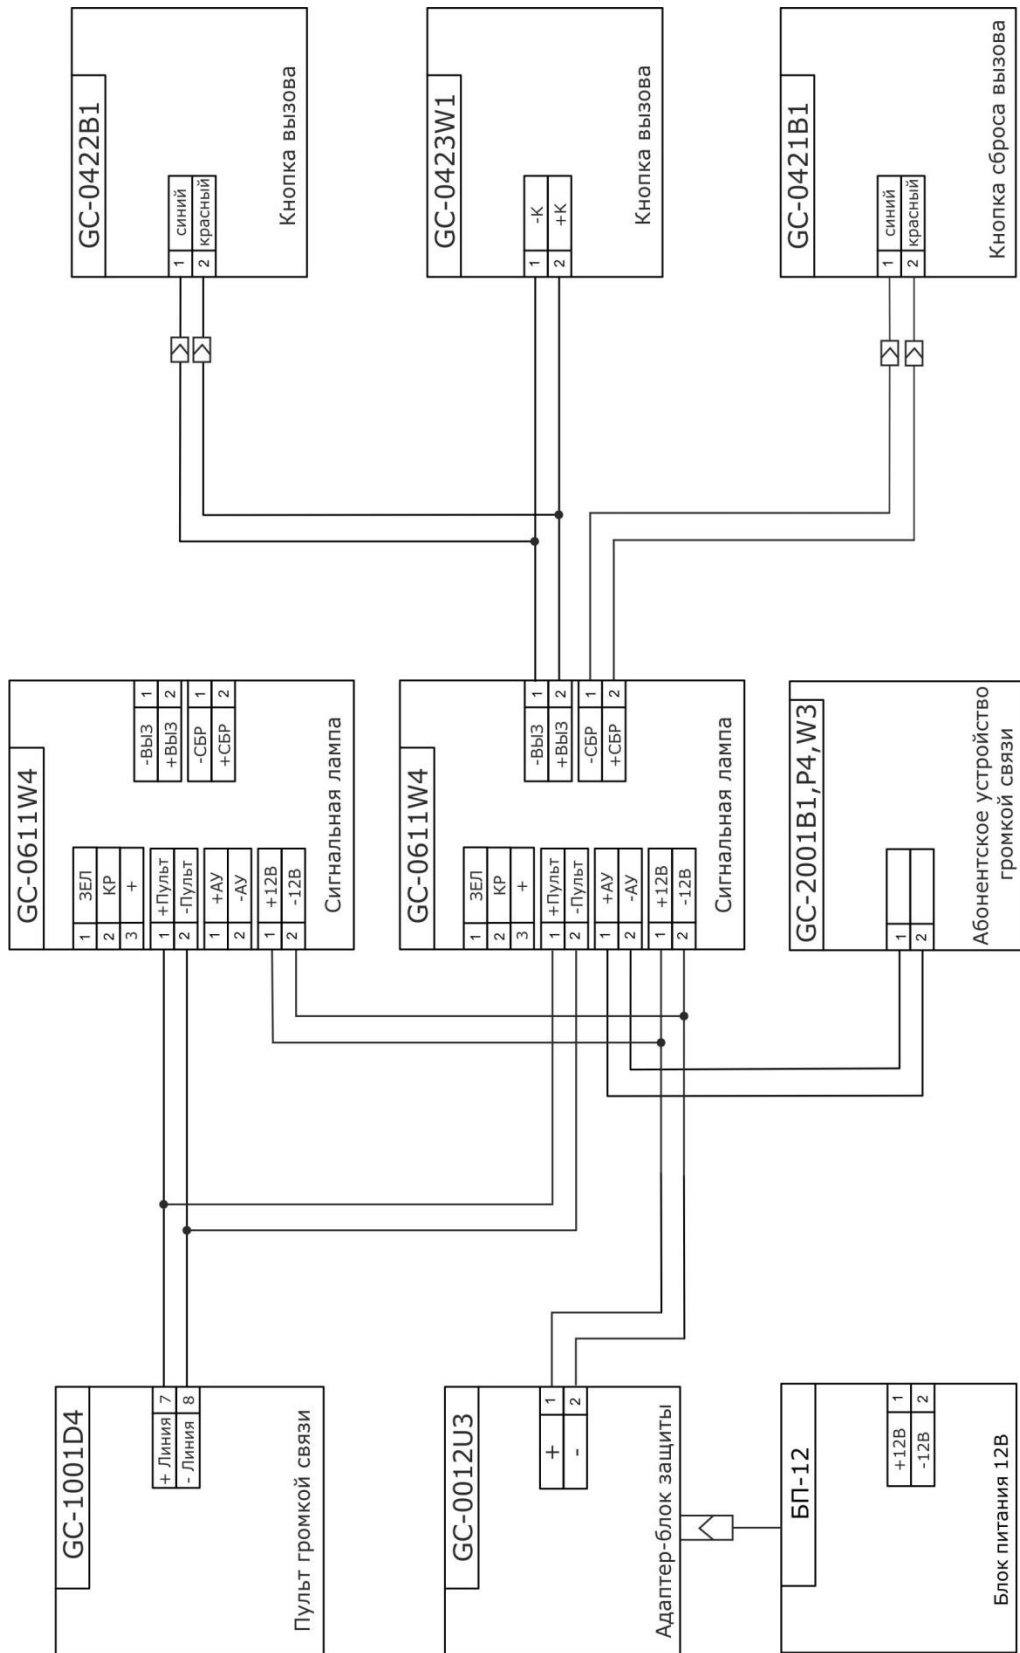 GC-0422B1
1 синий
2 красный
Кнопка вызова
GC-0423W1
1 -К
2 +К
Кнопка вызова
GC-0421B1
1 синий
2 красный
Кнопка сброса вызова
GC-0611W4
1 ЗЕЛ
2 КР
3 +
1 +Пульт
2 -Пульт
1 +АУ
2 -АУ
1 +12В
2 -12В
-ВЫЗ 1
+ВЫЗ 2
-СБР 1
+СБР 2
Сигнальная лампа
GC-0611W4
1 ЗЕЛ
2 КР
3 +
1 +Пульт
2 -Пульт
1 +АУ
2 -АУ
1 +12В
2 -12В
-ВЫЗ 1
+ВЫЗ 2
-СБР 1
+СБР 2
Сигнальная лампа
GC-2001B1,P4,W3
1
2
Абонентское устройство
громкой связи
GC-1001D4
+ Линия 7
- Линия 8
Пульт громкой связи
GC-0012U3
+ 1
- 2
Адаптер-блок защиты
БП-12
+12В 1
-12В 2
Блок питания 12В